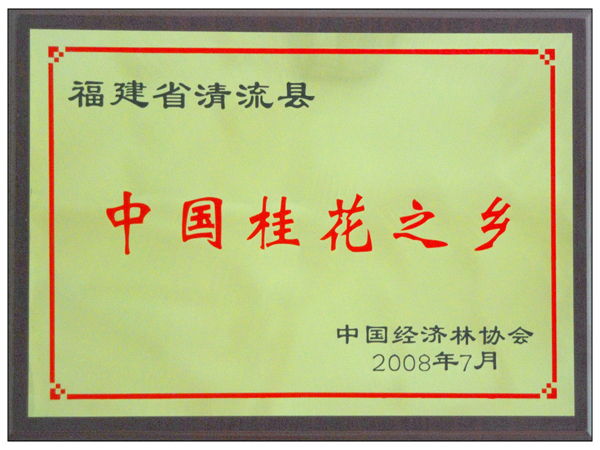 福建省清流县
中国桂花之乡
中国经济林协会
2008年7月